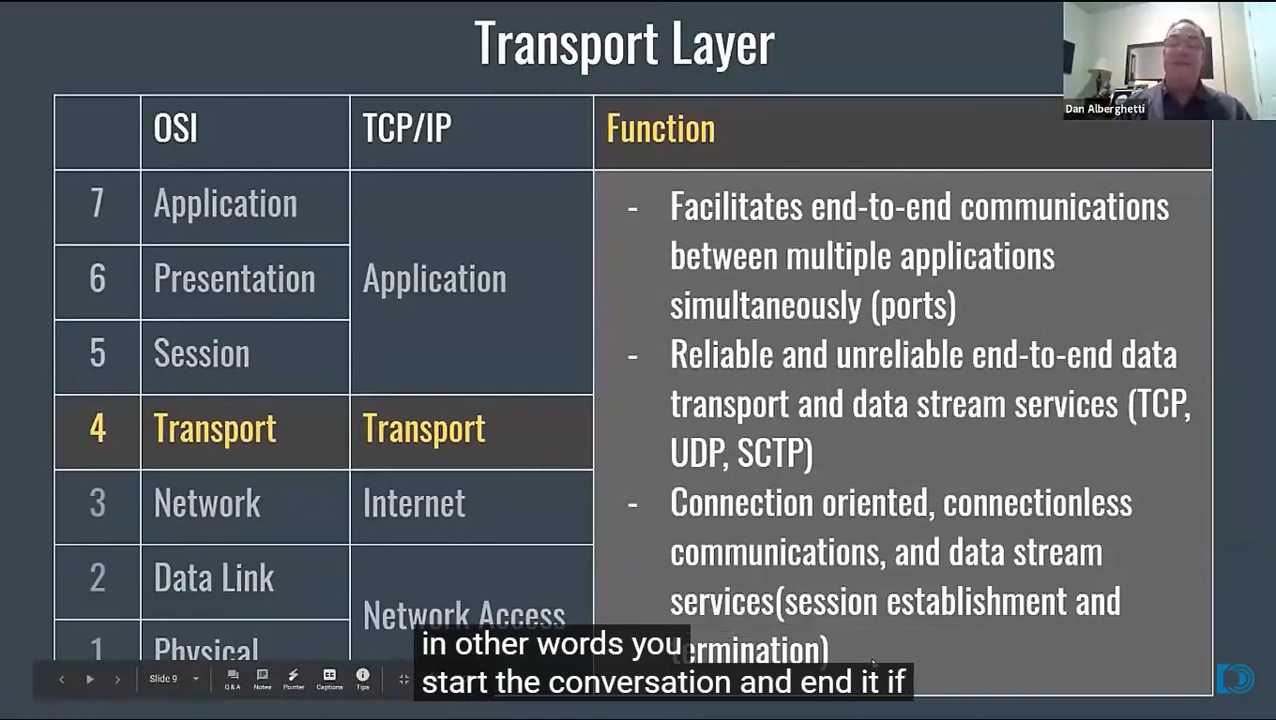 Transport Layer
Dan Alberghetti
OSI
TCP/IP
Function
7
Application
6
Presentation
Application
5
Session
4
Transport
Transport
3
Network
Internet
2
Data Link
1
Physical
Network Access
- Facilitates end-to-end communications
between multiple applications
simultaneously (ports)
- Reliable and unreliable end-to-end data
transport and data stream services (TCP,
UDP, SCTP)
- Connection oriented, connectionless
communications, and data stream
services(session establishment and
termination)
in other words you
start the conversation and end it if
Slide 9
Q&A
Notes
Pointer
Captions
Tips